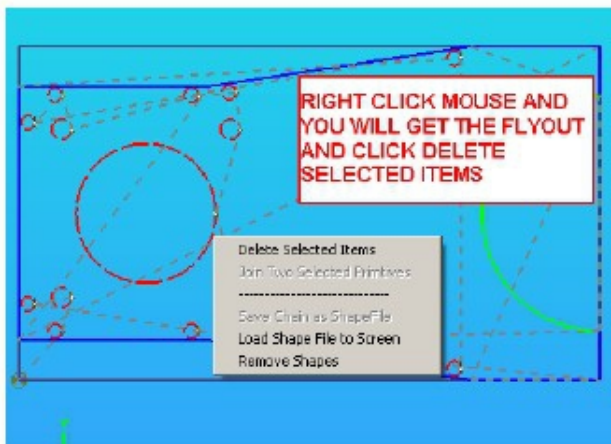 RIGHT CLICK MOUSE AND
YOU WILL GET THE FLYOUT
AND CLICK DELETE
SELECTED ITEMS
Delete Selected Items
Join Two Selected Primitives
------------------------------
Save Chain as ShapeFile
Load Shape File to Screen
Remove Shapes